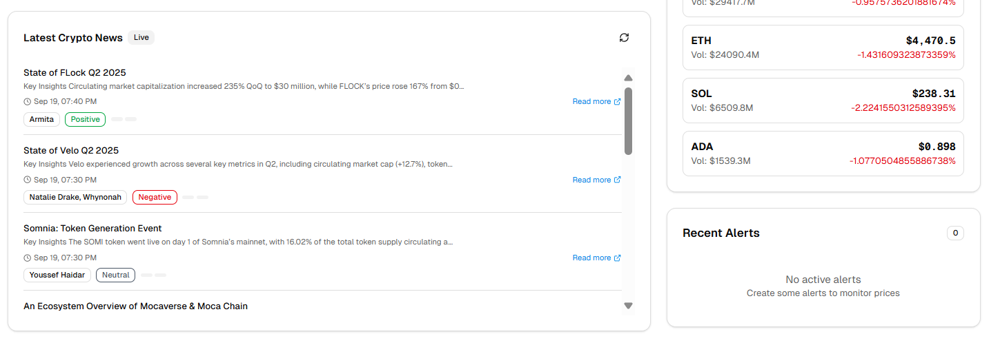 Latest Crypto News Live
State of FLock Q2 2025
Key Insights Circulating market capitalization increased 235% QoQ to $30 million, while FLOCK’s price rose 167% from $0...
Sep 19, 07:40 PM
Read more
Armita Positive
State of Velo Q2 2025
Key Insights Velo experienced growth across several key metrics in Q2, including circulating market cap (+12.7%), token...
Sep 19, 07:30 PM
Read more
Natalie Drake, Whynonah Negative
Somnia: Token Generation Event
Key Insights The SOMI token went live on day 1 of Somnia’s mainnet, with 16.02% of the total token supply circulating a...
Sep 19, 07:30 PM
Read more
Youssef Haidar Neutral
An Ecosystem Overview of Mocaverse & Moca Chain
Vol: $29417.7M -0.9575736201881674%
ETH $4,470.5
Vol: $24090.4M -1.431609323873359%
SOL $238.31
Vol: $6509.8M -2.2241550312589395%
ADA $0.898
Vol: $1539.3M -1.0770504855886738%
Recent Alerts 0
No active alerts
Create some alerts to monitor prices